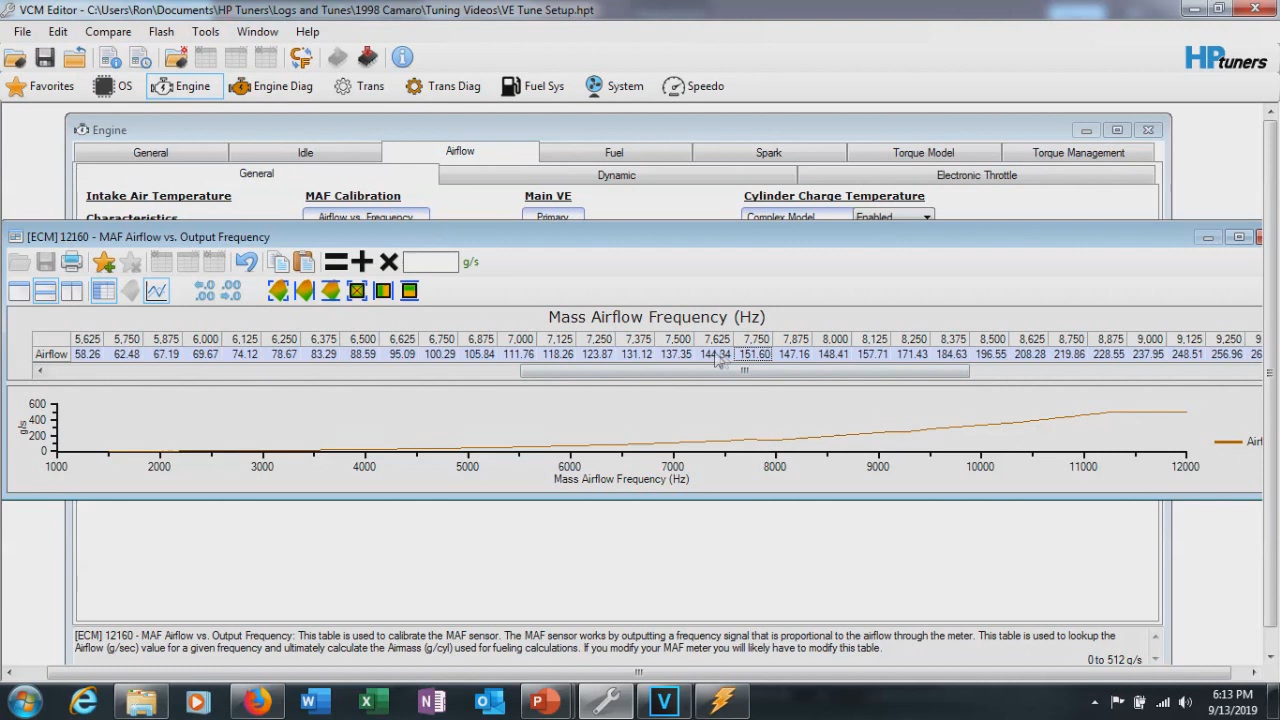 VCM Editor - C:\Users\Ron\Documents\HP Tuners\Logs and Tunes\1998 Camaro\Tuning Videos\VE Tune Setup.hpt
File Edit Compare Flash Tools Window Help
HP tuners
Favorites OS Engine Engine Diag Trans Trans Diag Fuel Sys System Speedo
Engine
General Idle Airflow Fuel Spark Torque Model Torque Management
General Dynamic Electronic Throttle
Intake Air Temperature MAF Calibration Main VE Cylinder Charge Temperature
Characteristics Airflow vs. Frequency Primary Complex Model Enabled
[ECM] 12160 - MAF Airflow vs. Output Frequency
g/s
Mass Airflow Frequency (Hz)
5,625 5,750 5,875 6,000 6,125 6,250 6,375 6,500 6,625 6,750 6,875 7,000 7,125 7,250 7,375 7,500 7,625 7,750 7,875 8,000 8,125 8,250 8,375 8,500 8,625 8,750 8,875 9,000 9,125 9,250
Airflow 58.26 62.48 67.19 69.67 74.12 78.67 83.29 88.59 95.09 100.29 105.84 111.76 118.26 123.87 131.12 137.35 151.60 147.16 148.41 157.71 171.43 184.63 196.55 208.28 219.86 228.55 237.95 248.51 256.96
600
400
200
0
g/s
Airf
1000 2000 3000 4000 5000 6000 7000 8000 9000 10000 11000 12000
Mass Airflow Frequency (Hz)
[ECM] 12160 - MAF Airflow vs. Output Frequency: This table is used to calibrate the MAF sensor. The MAF sensor works by outputting a frequency signal that is proportional to the airflow through the meter. This table is used to lookup the
Airflow (g/sec) value for a given frequency and ultimately calculate the Airmass (g/cyl) used for fueling calculations. If you modify your MAF meter you will likely have to modify this table.
0 to 512 g/s
6:13 PM
9/13/2019